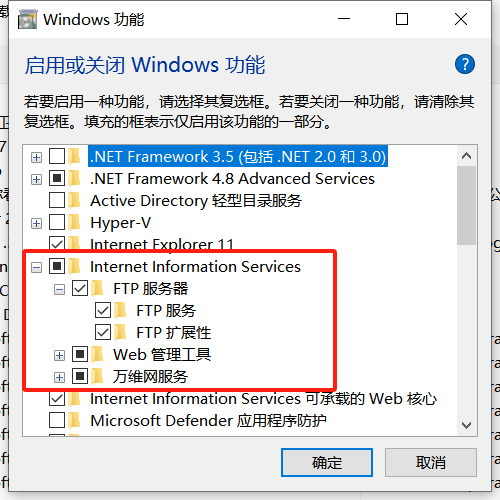 Windows 功能
启用或关闭 Windows 功能
?
若要启用一种功能，请选择其复选框。若要关闭一种功能，请清除其
复选框。填充的框表示仅启用该功能的一部分。
.NET Framework 3.5 (包括 .NET 2.0 和 3.0)
.NET Framework 4.8 Advanced Services
Active Directory 轻型目录服务
Hyper-V
Internet Explorer 11
Internet Information Services
FTP 服务器
FTP 服务
FTP 扩展性
Web 管理工具
万维网服务
Internet Information Services 可承载的 Web 核心
Microsoft Defender 应用程序防护
确定
取消